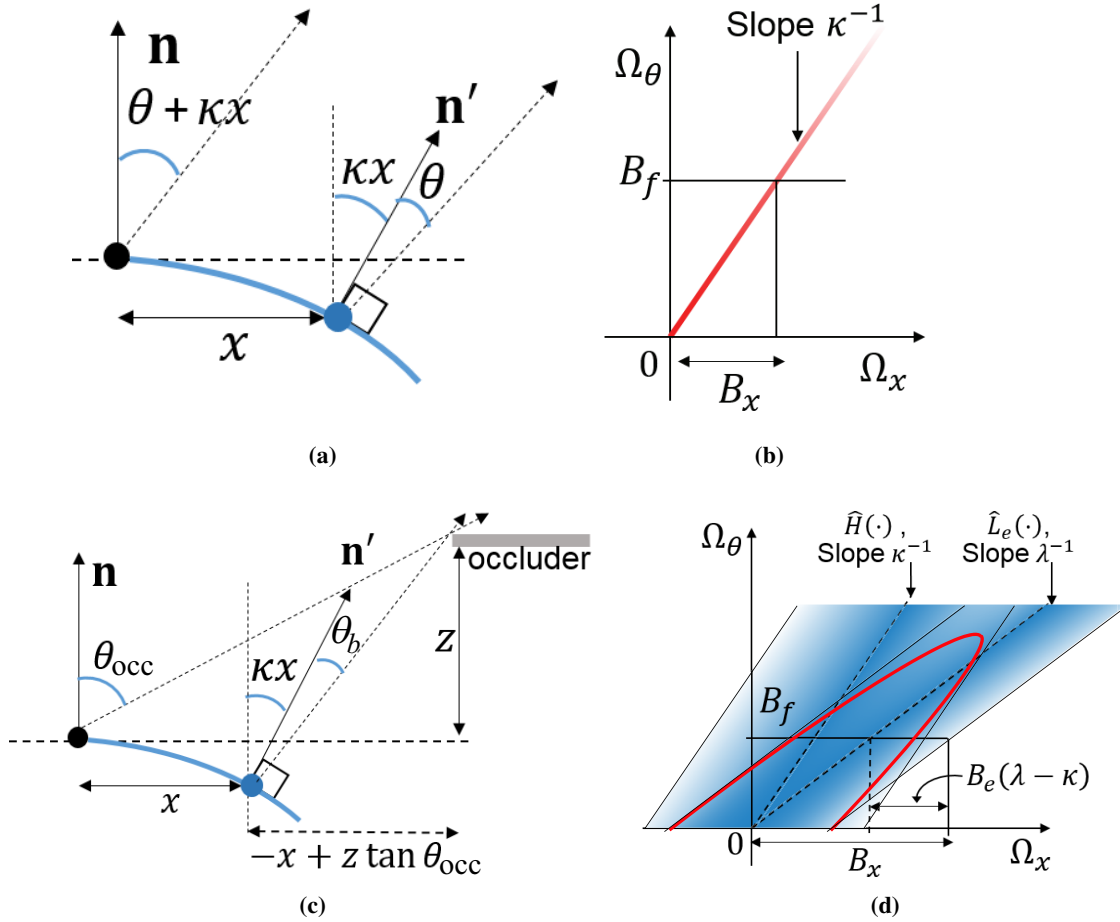 n
θ + κx
n′
κx
θ
x
(a)
Slope κ⁻¹
Ω_θ
B_f
0
B_x
Ω_x
(b)
n
θ_occ
n′
κx
θ_b
occluder
z
x
−x + z tan θ_occ
(c)
Ĥ(·) ,
Slope κ⁻¹
L̂_e(·),
Slope λ⁻¹
Ω_θ
B_f
B_e(λ − κ)
0
B_x
Ω_x
(d)